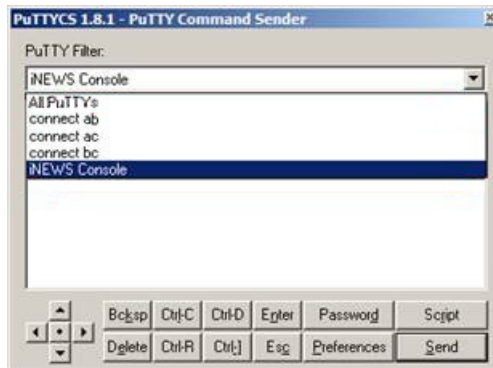 PuTTYCS 1.8.1 - PuTTY Command Sender
PuTTY Filter:
iNEWS Console
All PuTTYs
connect ab
connect ac
connect bc
iNEWS Console
Bcksp Ctrl-C Ctrl-D Enter Password Script
Delete Ctrl-R Ctrl-] Esc Preferences Send